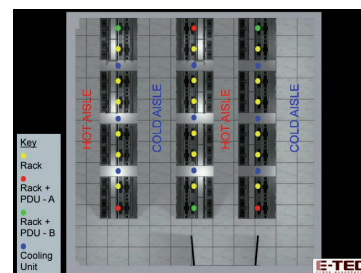 HOT AISLE
COLD AISLE
HOT AISLE
COLD AISLE
Key
Rack
Rack +
PDU - A
Rack +
PDU - B
Cooling
Unit
E-TEC